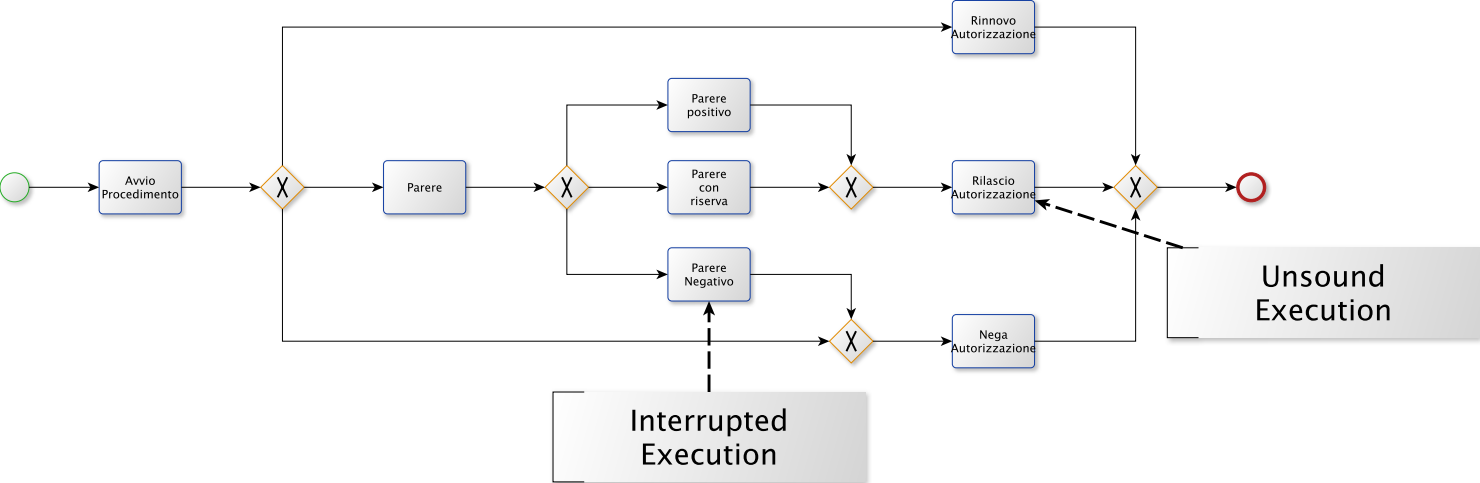 Rinnovo
Autorizzazione
Parere
positivo
Avvio
Procedimento
X
Parere
X
Parere
con
riserva
X
Rilascio
Autorizzazione
X
Parere
Negativo
Unsound
Execution
X
Nega
Autorizzazione
Interrupted
Execution